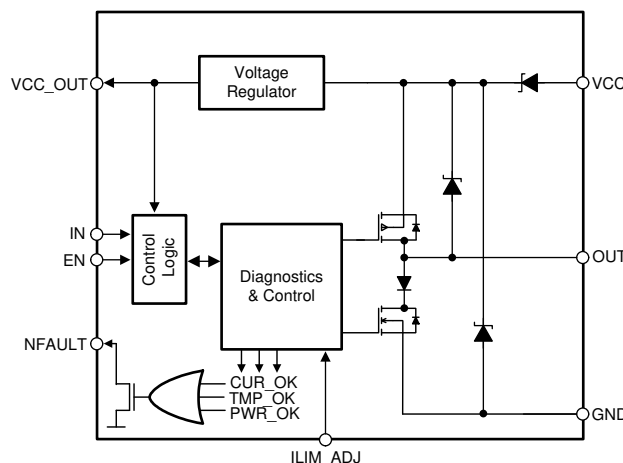 VCC_OUT
Voltage
Regulator
VCC
IN
EN
Control
Logic
Diagnostics
& Control
OUT
NFAULT
CUR_OK
TMP_OK
PWR_OK
GND
ILIM_ADJ